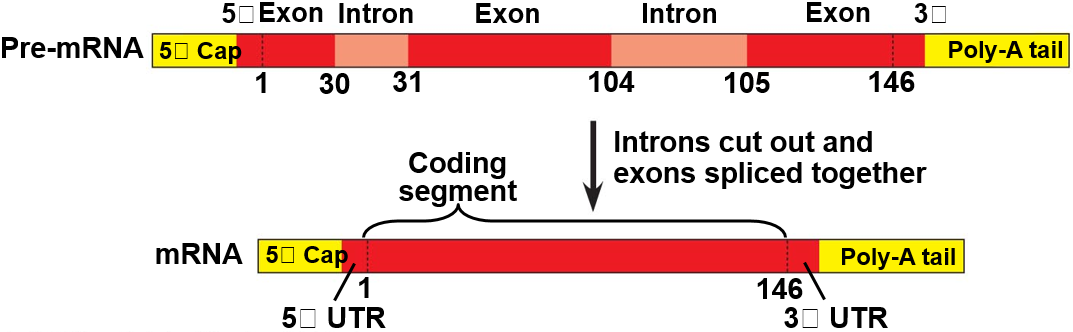 5□ Exon Intron Exon Intron Exon 3□
Pre-mRNA 5□ Cap Poly-A tail
1 30 31 104 105 146
Introns cut out and
exons spliced together
Coding
segment
mRNA 5□ Cap Poly-A tail
1 146
5□ UTR 3□ UTR